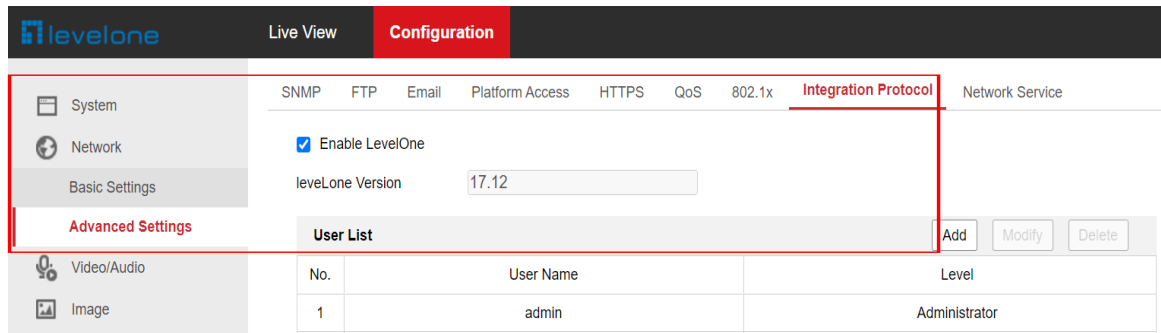 levelone
Live View
Configuration
System
Network
Basic Settings
Advanced Settings
Video/Audio
Image
SNMP FTP Email Platform Access HTTPS QoS 802.1x Integration Protocol Network Service
Enable LevelOne
leveLone Version 17.12
User List Add Modify Delete
No. User Name Level
1 admin Administrator